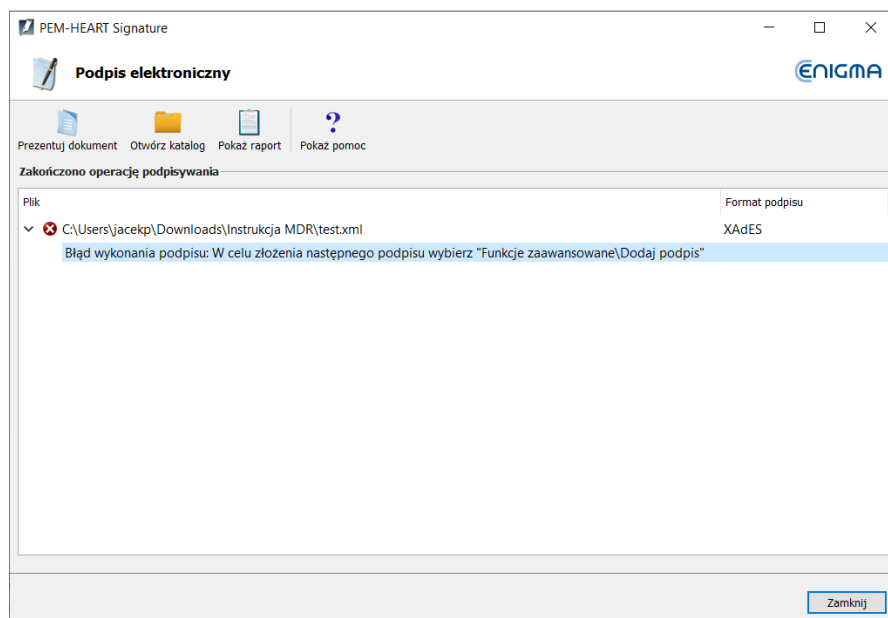 PEM-HEART Signature
Podpis elektroniczny
ENIGMA
Prezentuj dokument Otwórz katalog Pokaż raport Pokaż pomoc
Zakończono operację podpisywania
Plik Format podpisu
C:\Users\jacekp\Downloads\Instrukcja MDR\test.xml XAdES
Błąd wykonania podpisu: W celu złożenia następnego podpisu wybierz "Funkcje zaawansowane\Dodaj podpis"
Zamknij